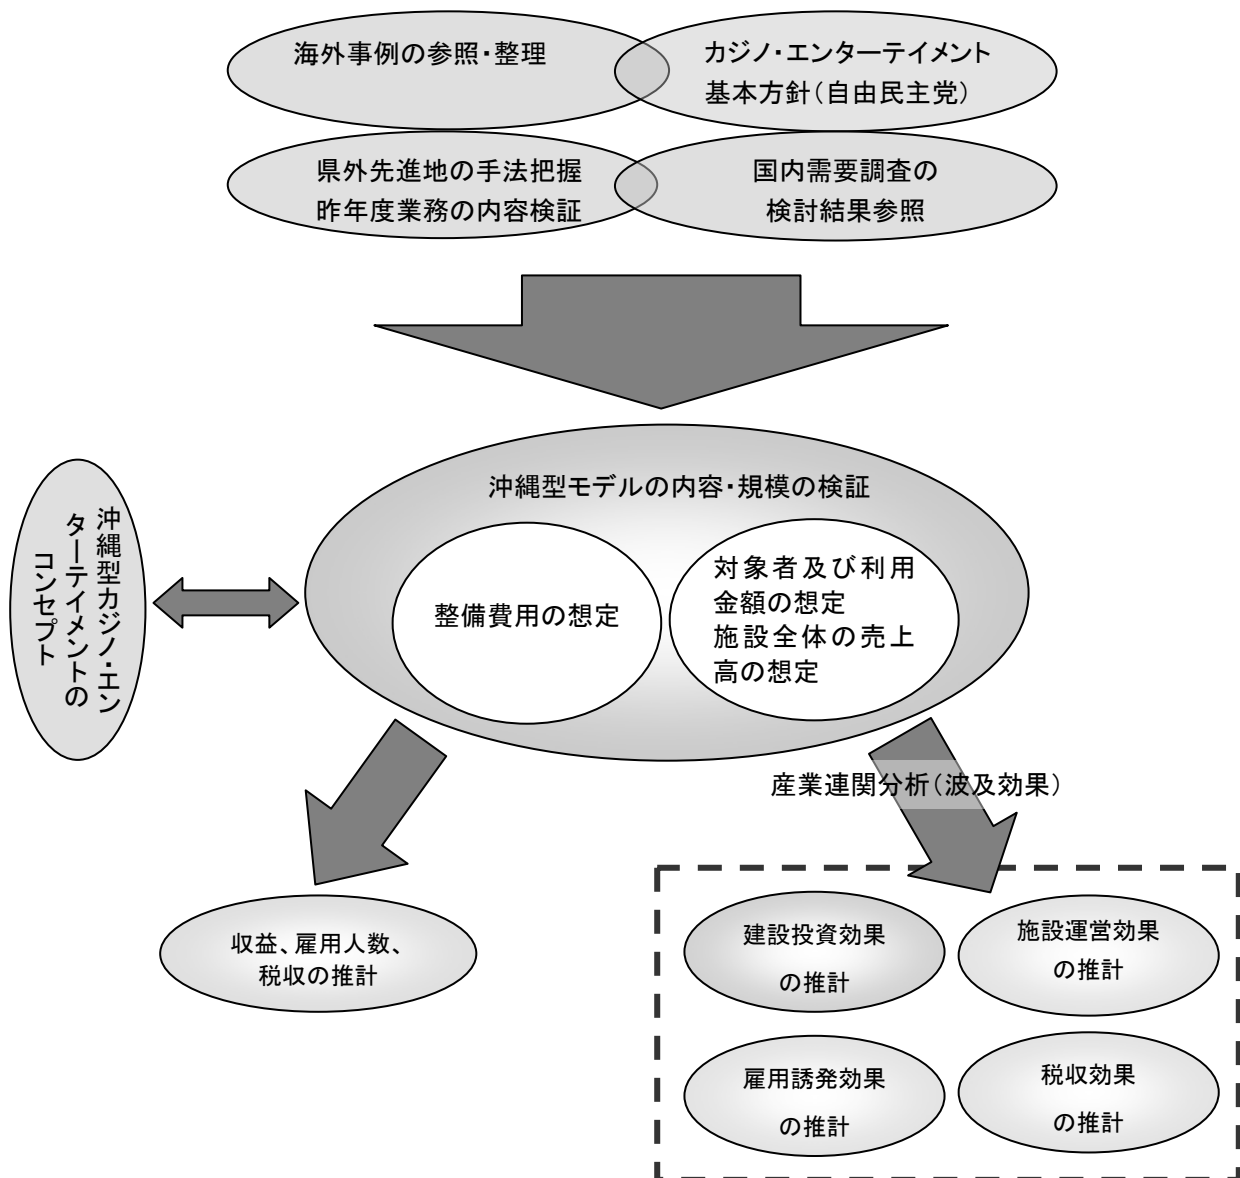 海外事例の参照・整理
カジノ・エンターテイメント
基本方針（自由民主党）
県外先進地の手法把握
昨年度業務の内容検証
国内需要調査の
検討結果参照
沖縄型モデルの内容・規模の検証
沖縄型カジノ・エン
ターテイメントの
コンセプト
整備費用の想定
対象者及び利用
金額の想定
施設全体の売上
高の想定
産業連関分析（波及効果）
収益、雇用人数、
税収の推計
建設投資効果
の推計
施設運営効果
の推計
雇用誘発効果
の推計
税収効果
の推計